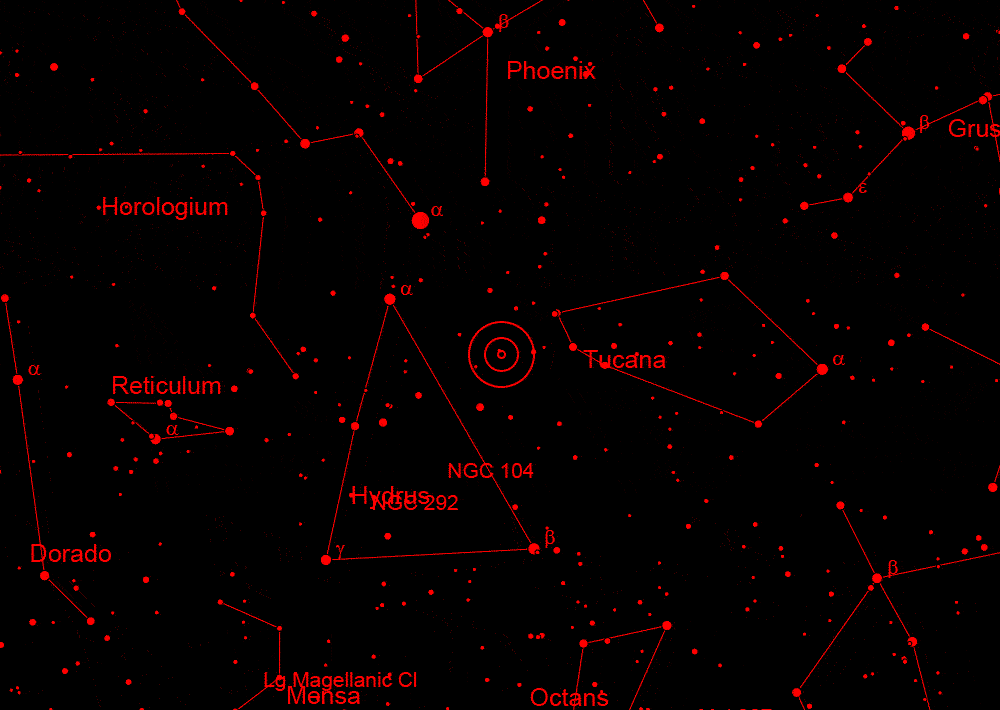 β
Phoenix
β
Grus
ε
Horologium
α
α
α
Reticulum
α
Tucana
α
NGC 104
Hydrus
NGC 292
γ
β
Dorado
β
Lg Magellanic Cl
Mensa
Octans